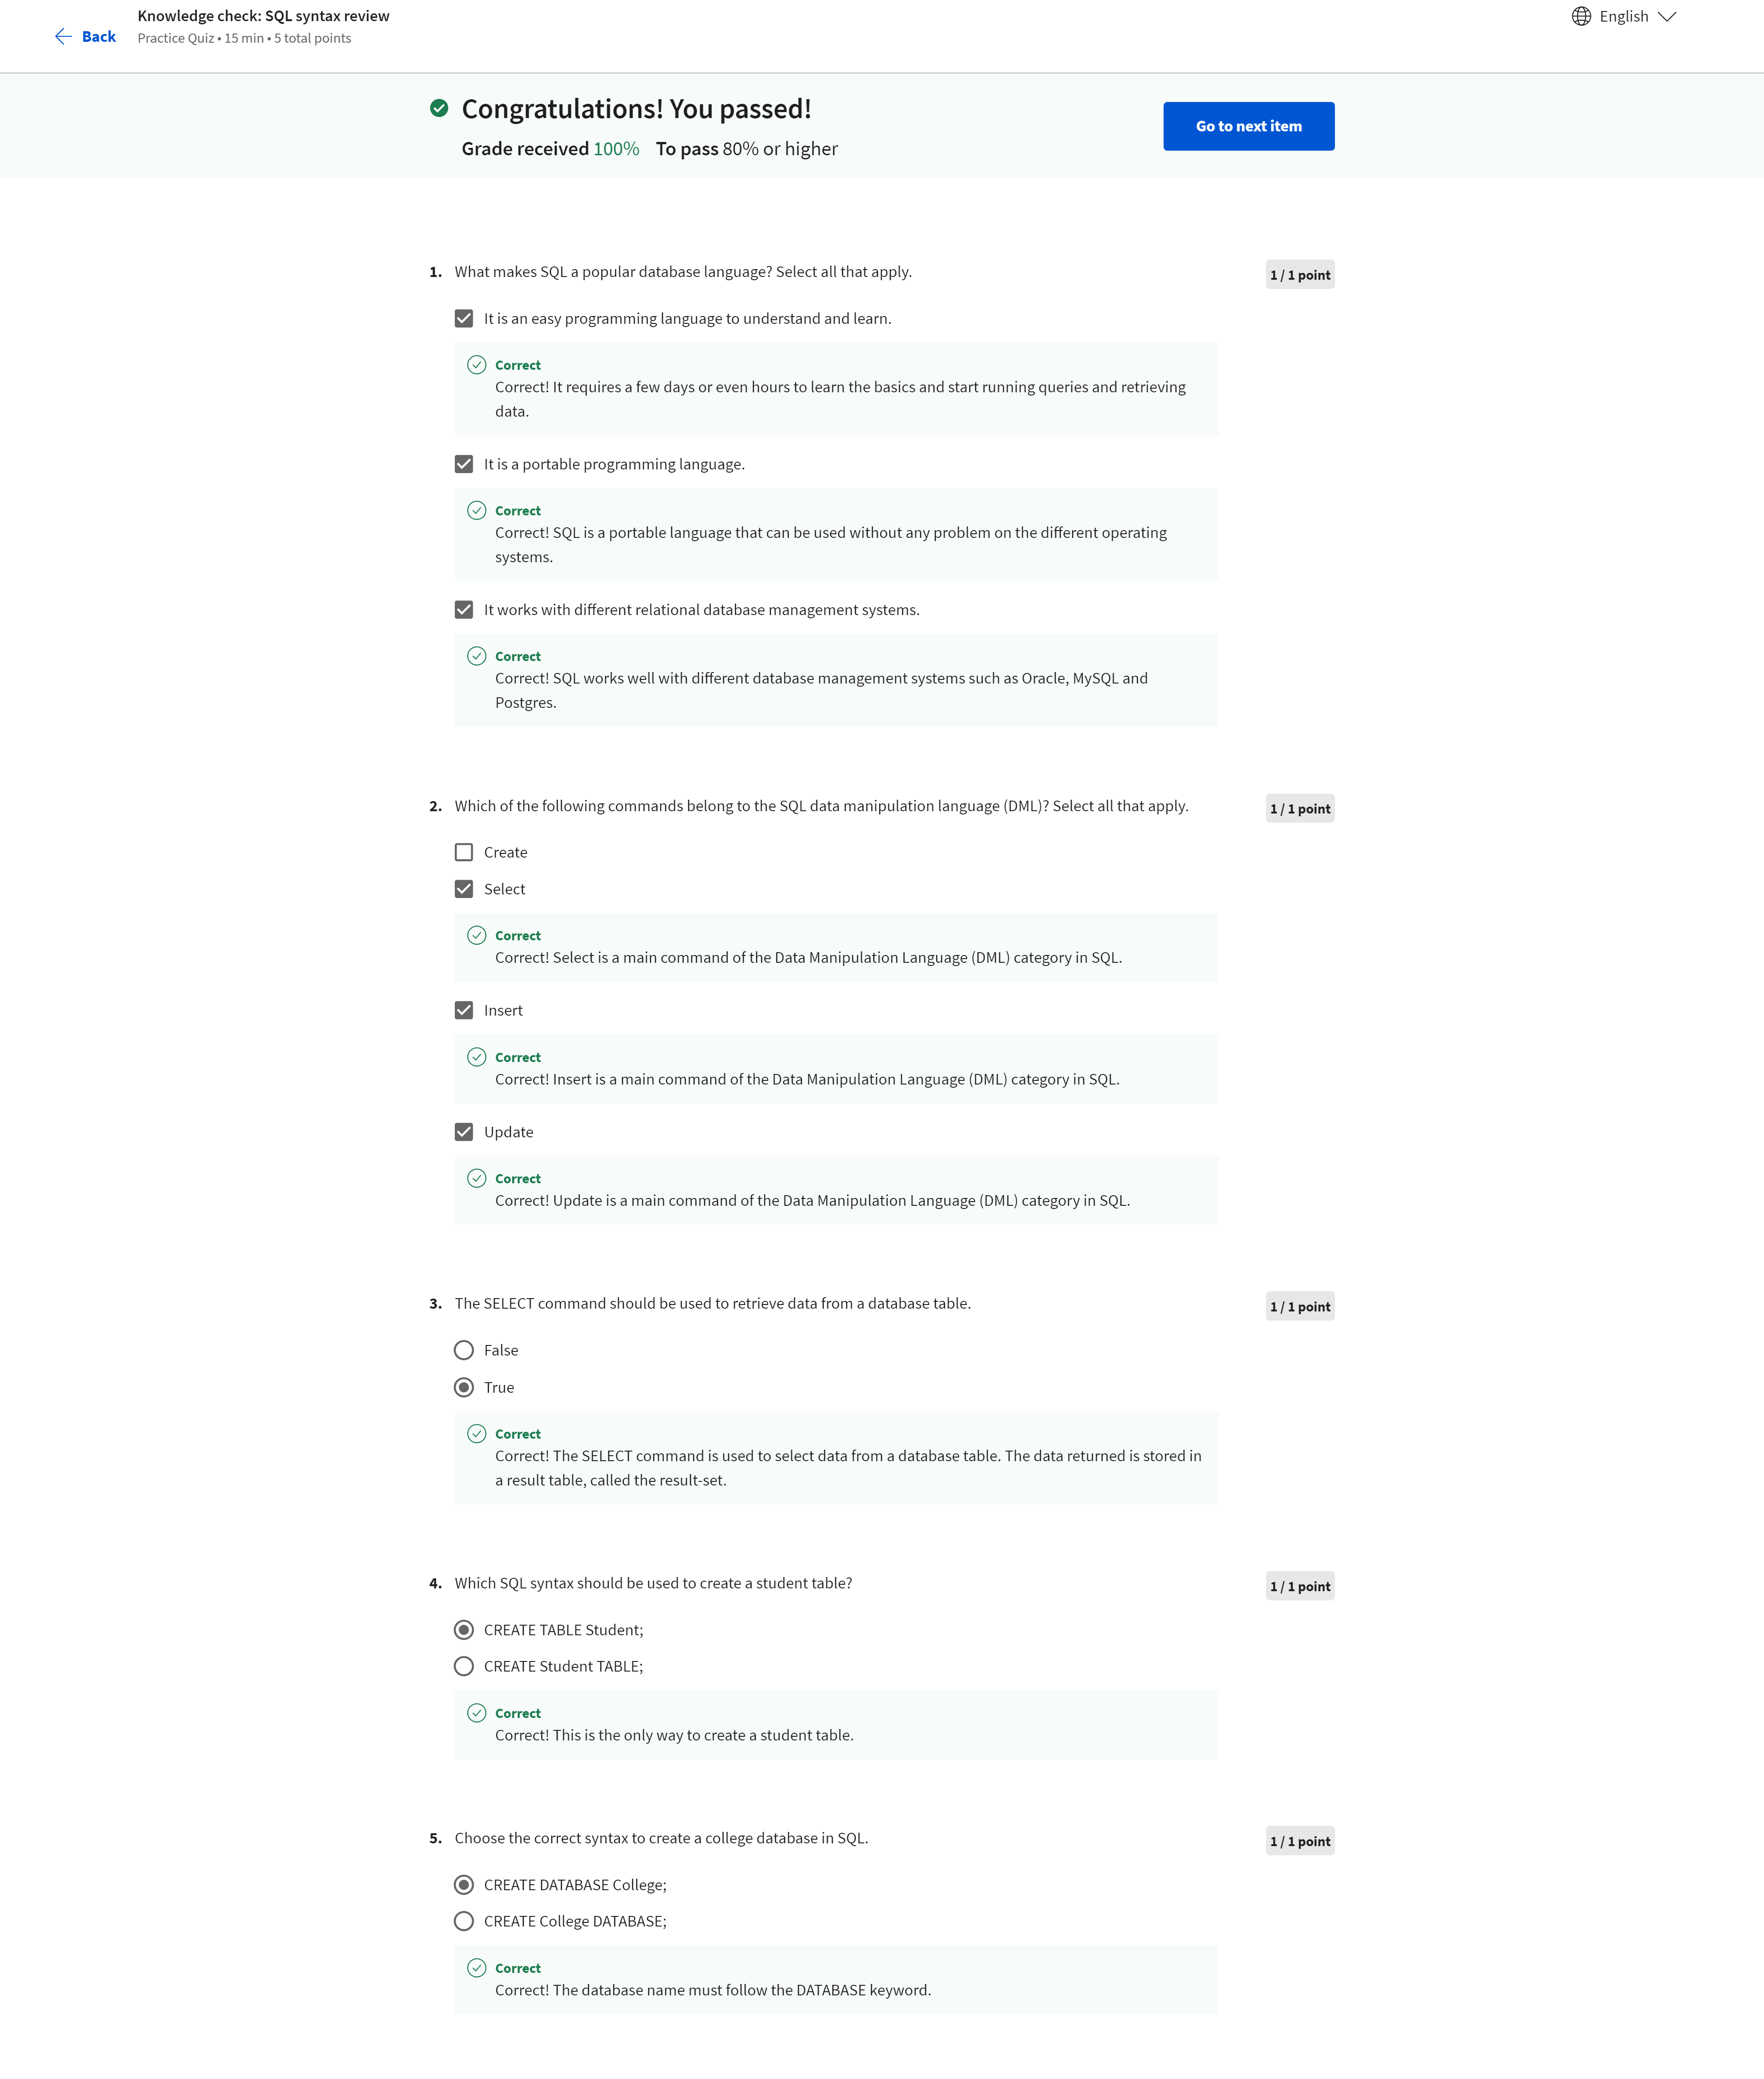 Knowledge check: SQL syntax review
Back
Practice Quiz • 15 min • 5 total points
English
Congratulations! You passed!
Grade received 100% To pass 80% or higher
Go to next item
1. What makes SQL a popular database language? Select all that apply.
1 / 1 point
It is an easy programming language to understand and learn.
Correct
Correct! It requires a few days or even hours to learn the basics and start running queries and retrieving
data.
It is a portable programming language.
Correct
Correct! SQL is a portable language that can be used without any problem on the different operating
systems.
It works with different relational database management systems.
Correct
Correct! SQL works well with different database management systems such as Oracle, MySQL and
Postgres.
2. Which of the following commands belong to the SQL data manipulation language (DML)? Select all that apply.
1 / 1 point
Create
Select
Correct
Correct! Select is a main command of the Data Manipulation Language (DML) category in SQL.
Insert
Correct
Correct! Insert is a main command of the Data Manipulation Language (DML) category in SQL.
Update
Correct
Correct! Update is a main command of the Data Manipulation Language (DML) category in SQL.
3. The SELECT command should be used to retrieve data from a database table.
1 / 1 point
False
True
Correct
Correct! The SELECT command is used to select data from a database table. The data returned is stored in
a result table, called the result-set.
4. Which SQL syntax should be used to create a student table?
1 / 1 point
CREATE TABLE Student;
CREATE Student TABLE;
Correct
Correct! This is the only way to create a student table.
5. Choose the correct syntax to create a college database in SQL.
1 / 1 point
CREATE DATABASE College;
CREATE College DATABASE;
Correct
Correct! The database name must follow the DATABASE keyword.